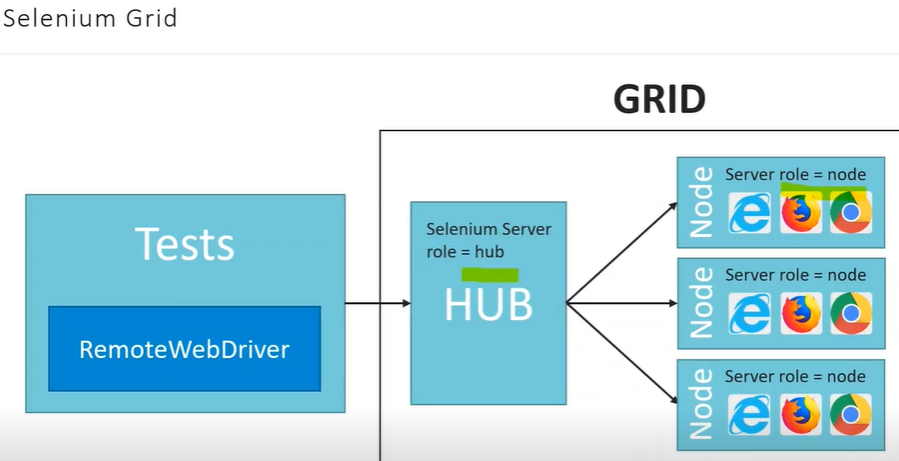 Selenium Grid
GRID
Tests
RemoteWebDriver
Selenium Server
role = hub
HUB
Node
Server role = node
Node
Server role = node
Node
Server role = node